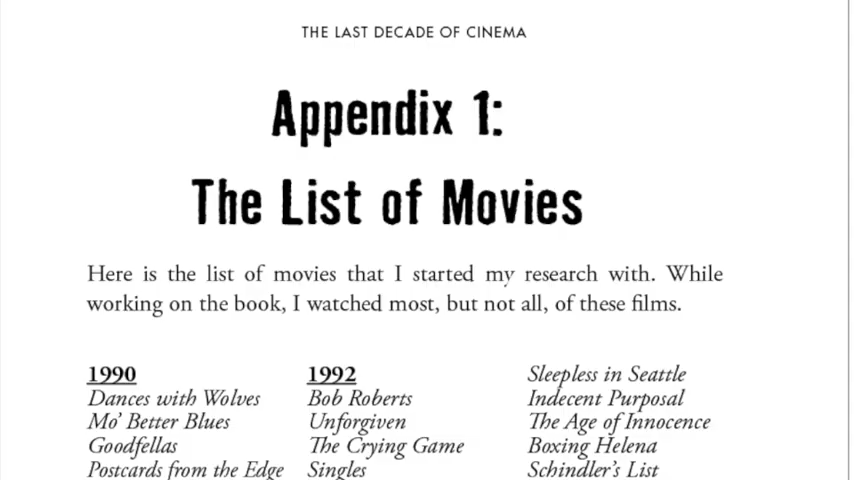 THE LAST DECADE OF CINEMA
Appendix 1:
The List of Movies
Here is the list of movies that I started my research with. While
working on the book, I watched most, but not all, of these films.
1990
Dances with Wolves
Mo' Better Blues
Goodfellas
Postcards from the Edge
1992
Bob Roberts
Unforgiven
The Crying Game
Singles
Sleepless in Seattle
Indecent Purposal
The Age of Innocence
Boxing Helena
Schindler's List